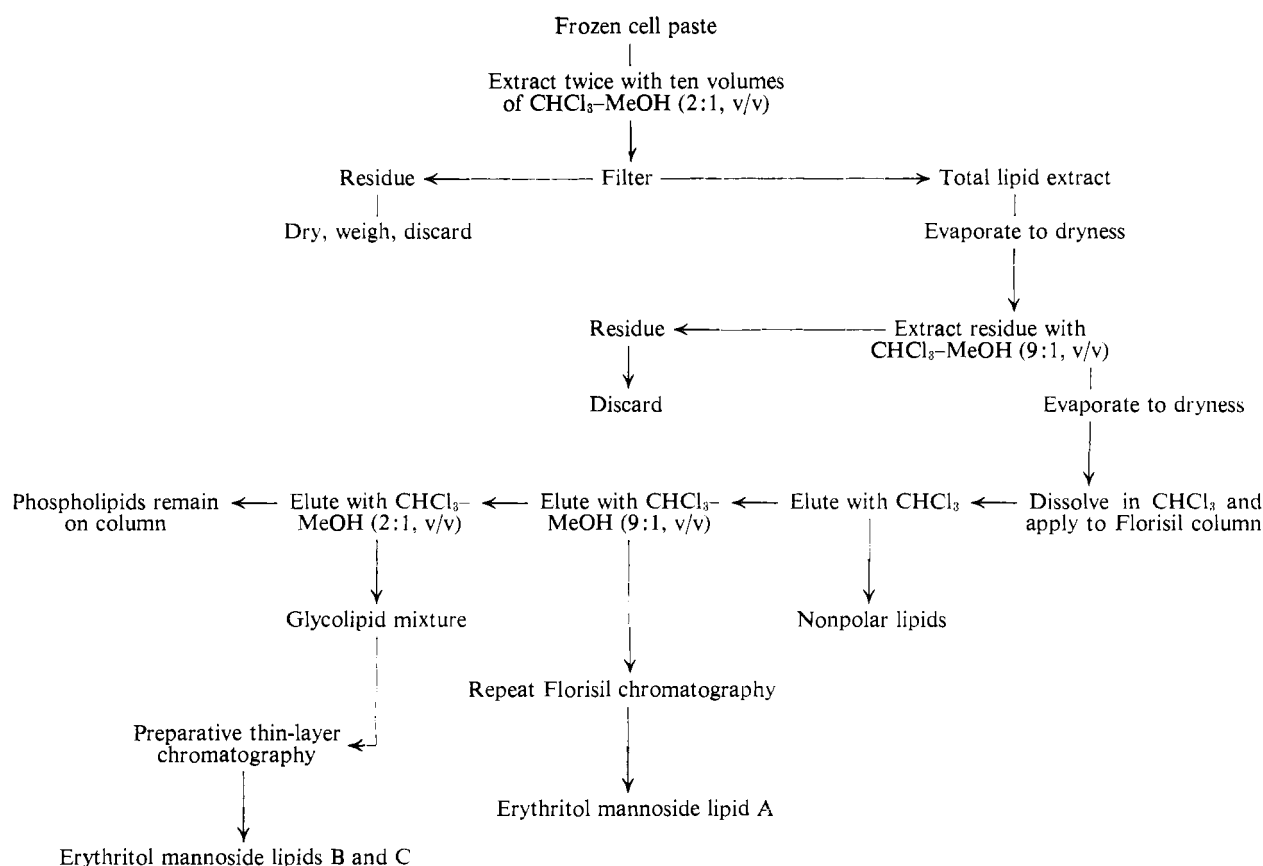 Frozen cell paste
Extract twice with ten volumes
of CHCl₃–MeOH (2:1, v/v)
Residue
Filter
Total lipid extract
Dry, weigh, discard
Evaporate to dryness
Residue
Extract residue with
CHCl₃–MeOH (9:1, v/v)
Discard
Evaporate to dryness
Phospholipids remain
on column
Elute with CHCl₃–
MeOH (2:1, v/v)
Elute with CHCl₃–
MeOH (9:1, v/v)
Elute with CHCl₃
Dissolve in CHCl₃ and
apply to Florisil column
Glycolipid mixture
Nonpolar lipids
Repeat Florisil chromatography
Preparative thin-layer
chromatography
Erythritol mannoside lipid A
Erythritol mannoside lipids B and C